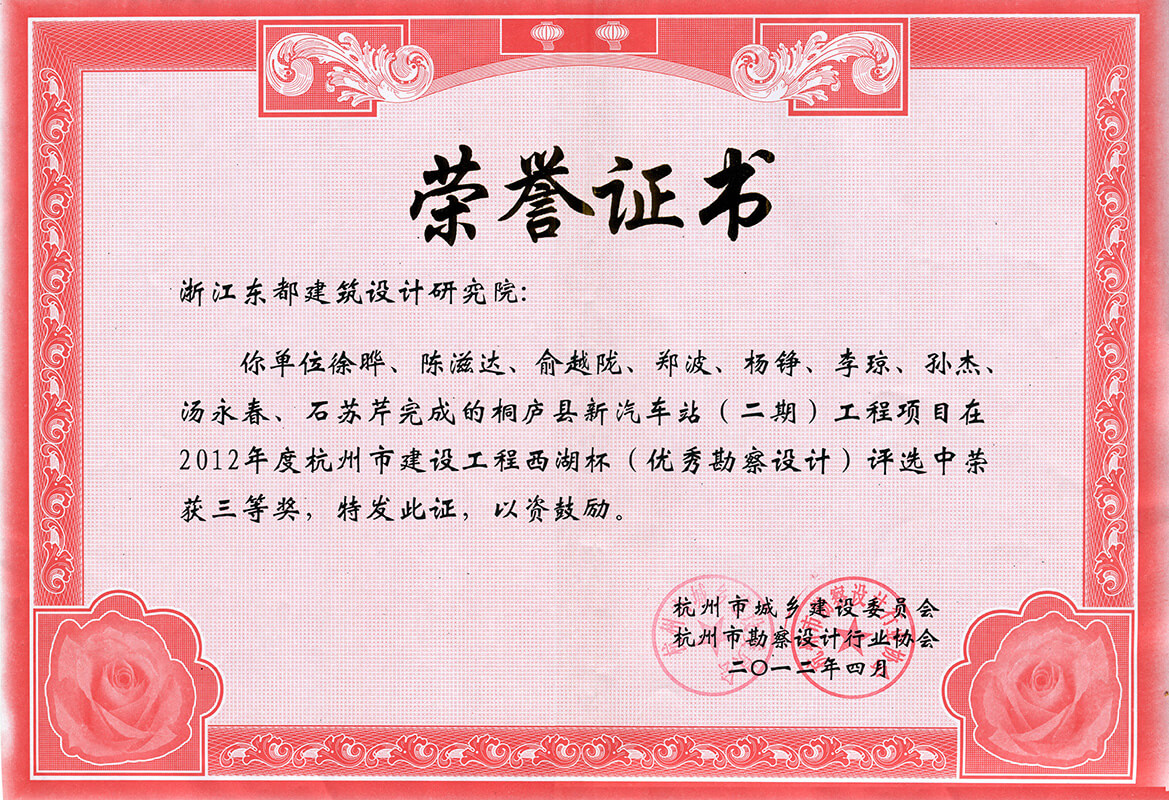 荣誉证书
浙江东都建筑设计研究院：
你单位徐晔、陈滋达、俞越陇、郑波、杨铮、李琼、孙杰、
汤永春、石苏芹完成的桐庐县新汽车站（二期）工程项目在
2012年度杭州市建设工程西湖杯（优秀勘察设计）评选中荣
获三等奖，特发此证，以资鼓励。
杭州市城乡建设委员会
杭州市勘察设计行业协会
二〇一二年四月